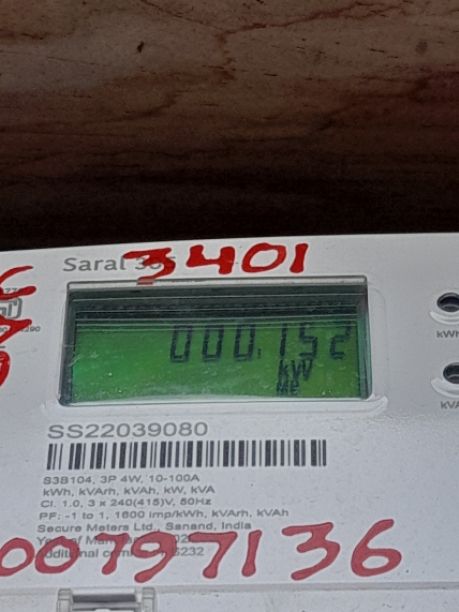 Saral 3401
000.152
kW
SS22039080
S3B104, 3P 4W, 10-100A
kWh, kVArh, kVAh, kW, kVA
Cl. 1.0, 3 x 240(415)V, 50Hz
PF: -1 to 1, 1600 imp/kWh, kVArh, kVAh
Secure Meters Ltd., Sanand, India
00797136